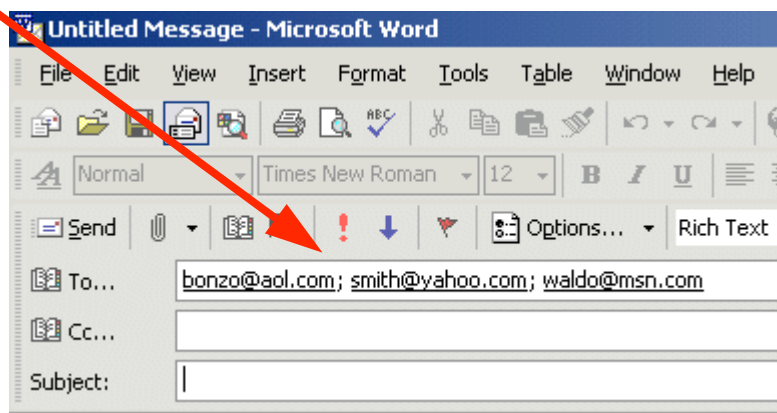 Untitled Message - Microsoft Word
File Edit View Insert Format Tools Table Window Help
ABC
Normal Times New Roman 12 B I U
Send Options... Rich Text
To... bonzo@aol.com; smith@yahoo.com; waldo@msn.com
Cc...
Subject: